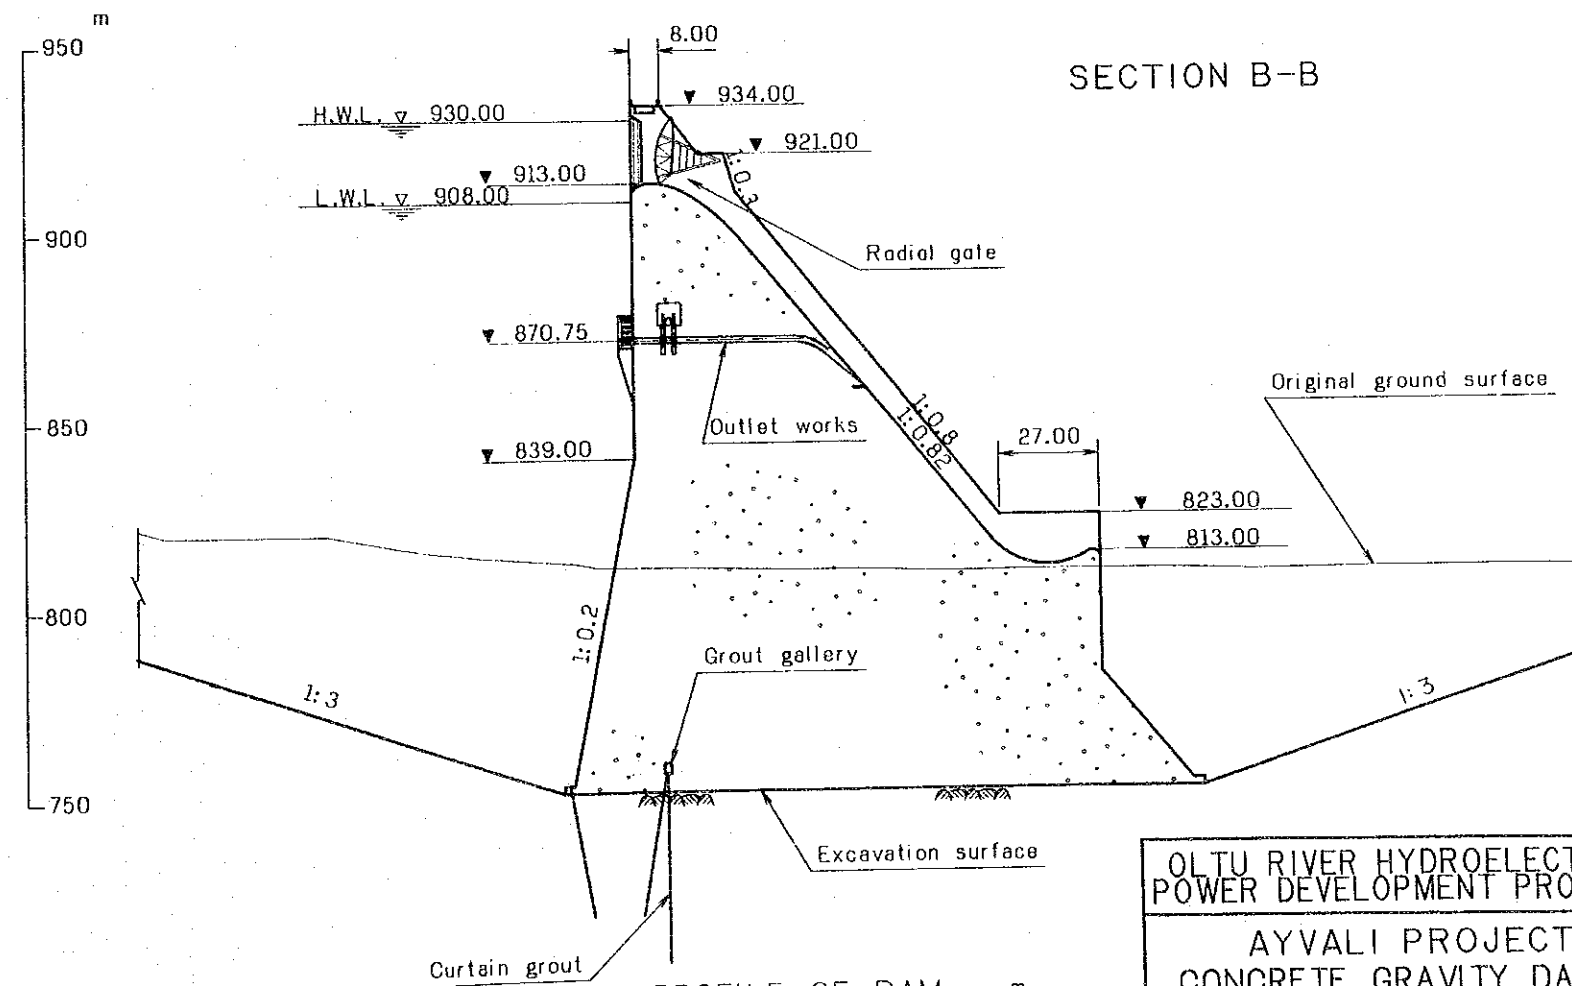 m
950
8.00
SECTION B-B
934.00
H.W.L. 930.00
921.00
1:0.3
913.00
L.W.L. 908.00
900
Radial gate
870.75
Original ground surface
1:0.8
1:0.82
Outlet works
27.00
850
839.00
823.00
813.00
800
1:0.2
Grout gallery
1:3
1:3
750
Excavation surface
OLTU RIVER HYDROELECT
POWER DEVELOPMENT PRO
AYVALI PROJECT
Curtain grout
OF DAM
m
CONCRETE GRAVITY DA